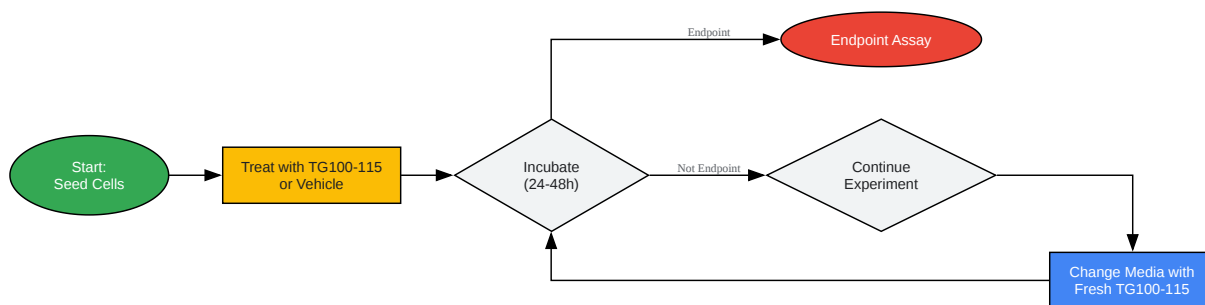 Endpoint
Endpoint Assay
Start:
Seed Cells
Treat with TG100-115
or Vehicle
Incubate
(24-48h)
Not Endpoint
Continue
Experiment
Change Media with
Fresh TG100-115